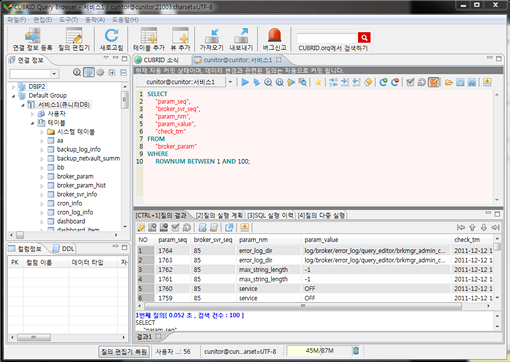 CUBRID Query Browser - 서비스1 | cunitor@cunitor:21003:charset=UTF-8
파일(F) 편집(E) 도구(T) 동작(A) 도움말(H)
연결 정보 등록 질의 편집기 새로고침 테이블 추가 뷰 추가 가져오기 내보내기 버그신고 CUBRID.org에서 검색하기
연결 정보
DBIP2
Default Group
서비스1(큐니터DB)
사용자
테이블
시스템 테이블
aa
backup_log_info
backup_netvault_summ
bb
broker_param
broker_param_hist
broker_svr_info
cron_info
cron_log_info
dashboard
dashboard_item
컬럼정보 DDL
PK 컬럼 이름 데이터 타입
CUBRID 소식 cunitor@cunitor::서비스1
현재 자동 커밋 상태이며, 데이터 변경과 관련된 질의는 자동으로 커밋 됩니다.
cunitor@cunitor::서비스1
1 SELECT
2 "param_seq",
3 "broker_svr_seq",
4 "param_nm",
5 "param_value",
6 "check_tm"
7 FROM
8 "broker_param"
9 WHERE
10 ROWNUM BETWEEN 1 AND 100;
[CTRL+1]질의 결과 [2]질의 실행 계획 [3]SQL 실행 이력 [4]질의 다중 실행
NO param_seq broker_svr_seq param_nm param_value check_tm
1 1764 85 error_log_dir log/broker/error_log/query_editor/brkmgr_admin_c... 2011-12-12 1
2 1763 85 error_log_dir log/broker/error_log/query_editor/brkmgr_admin_c... 2011-12-12 1
3 1762 85 max_string_length -1 2011-12-12 1
4 1761 85 max_string_length -1 2011-12-12 1
5 1760 85 service OFF 2011-12-12 1
6 1759 85 service OFF 2011-12-12 1
1번째 질의[ 0.052 초 , 검색 건수 : 100 ]
SELECT
"param_seq",
결과1
질의 편집기 복원 사용자 ...: 56 cunitor@cun...arset=UTF-8 45M/87M